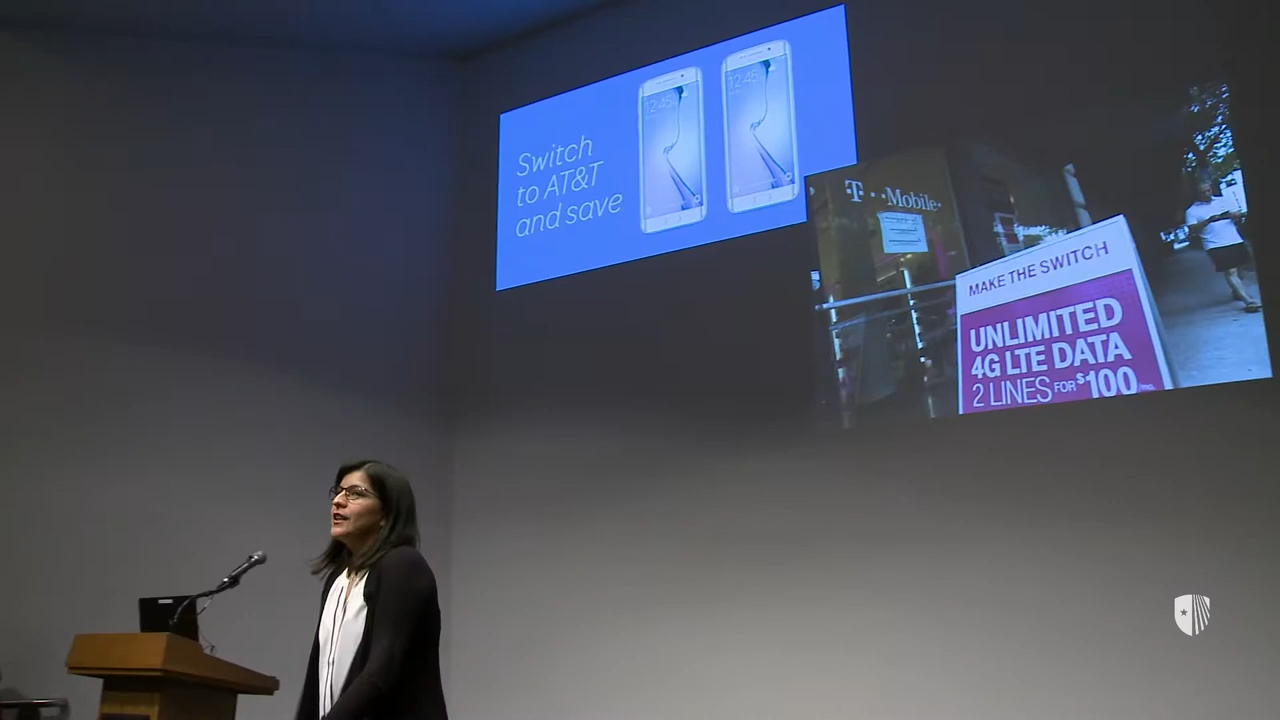 Switch
to AT&T
and save
12:45
12:45
T··Mobile·
MAKE THE SWITCH
UNLIMITED
4G LTE DATA
2 LINES FOR $100/mo.